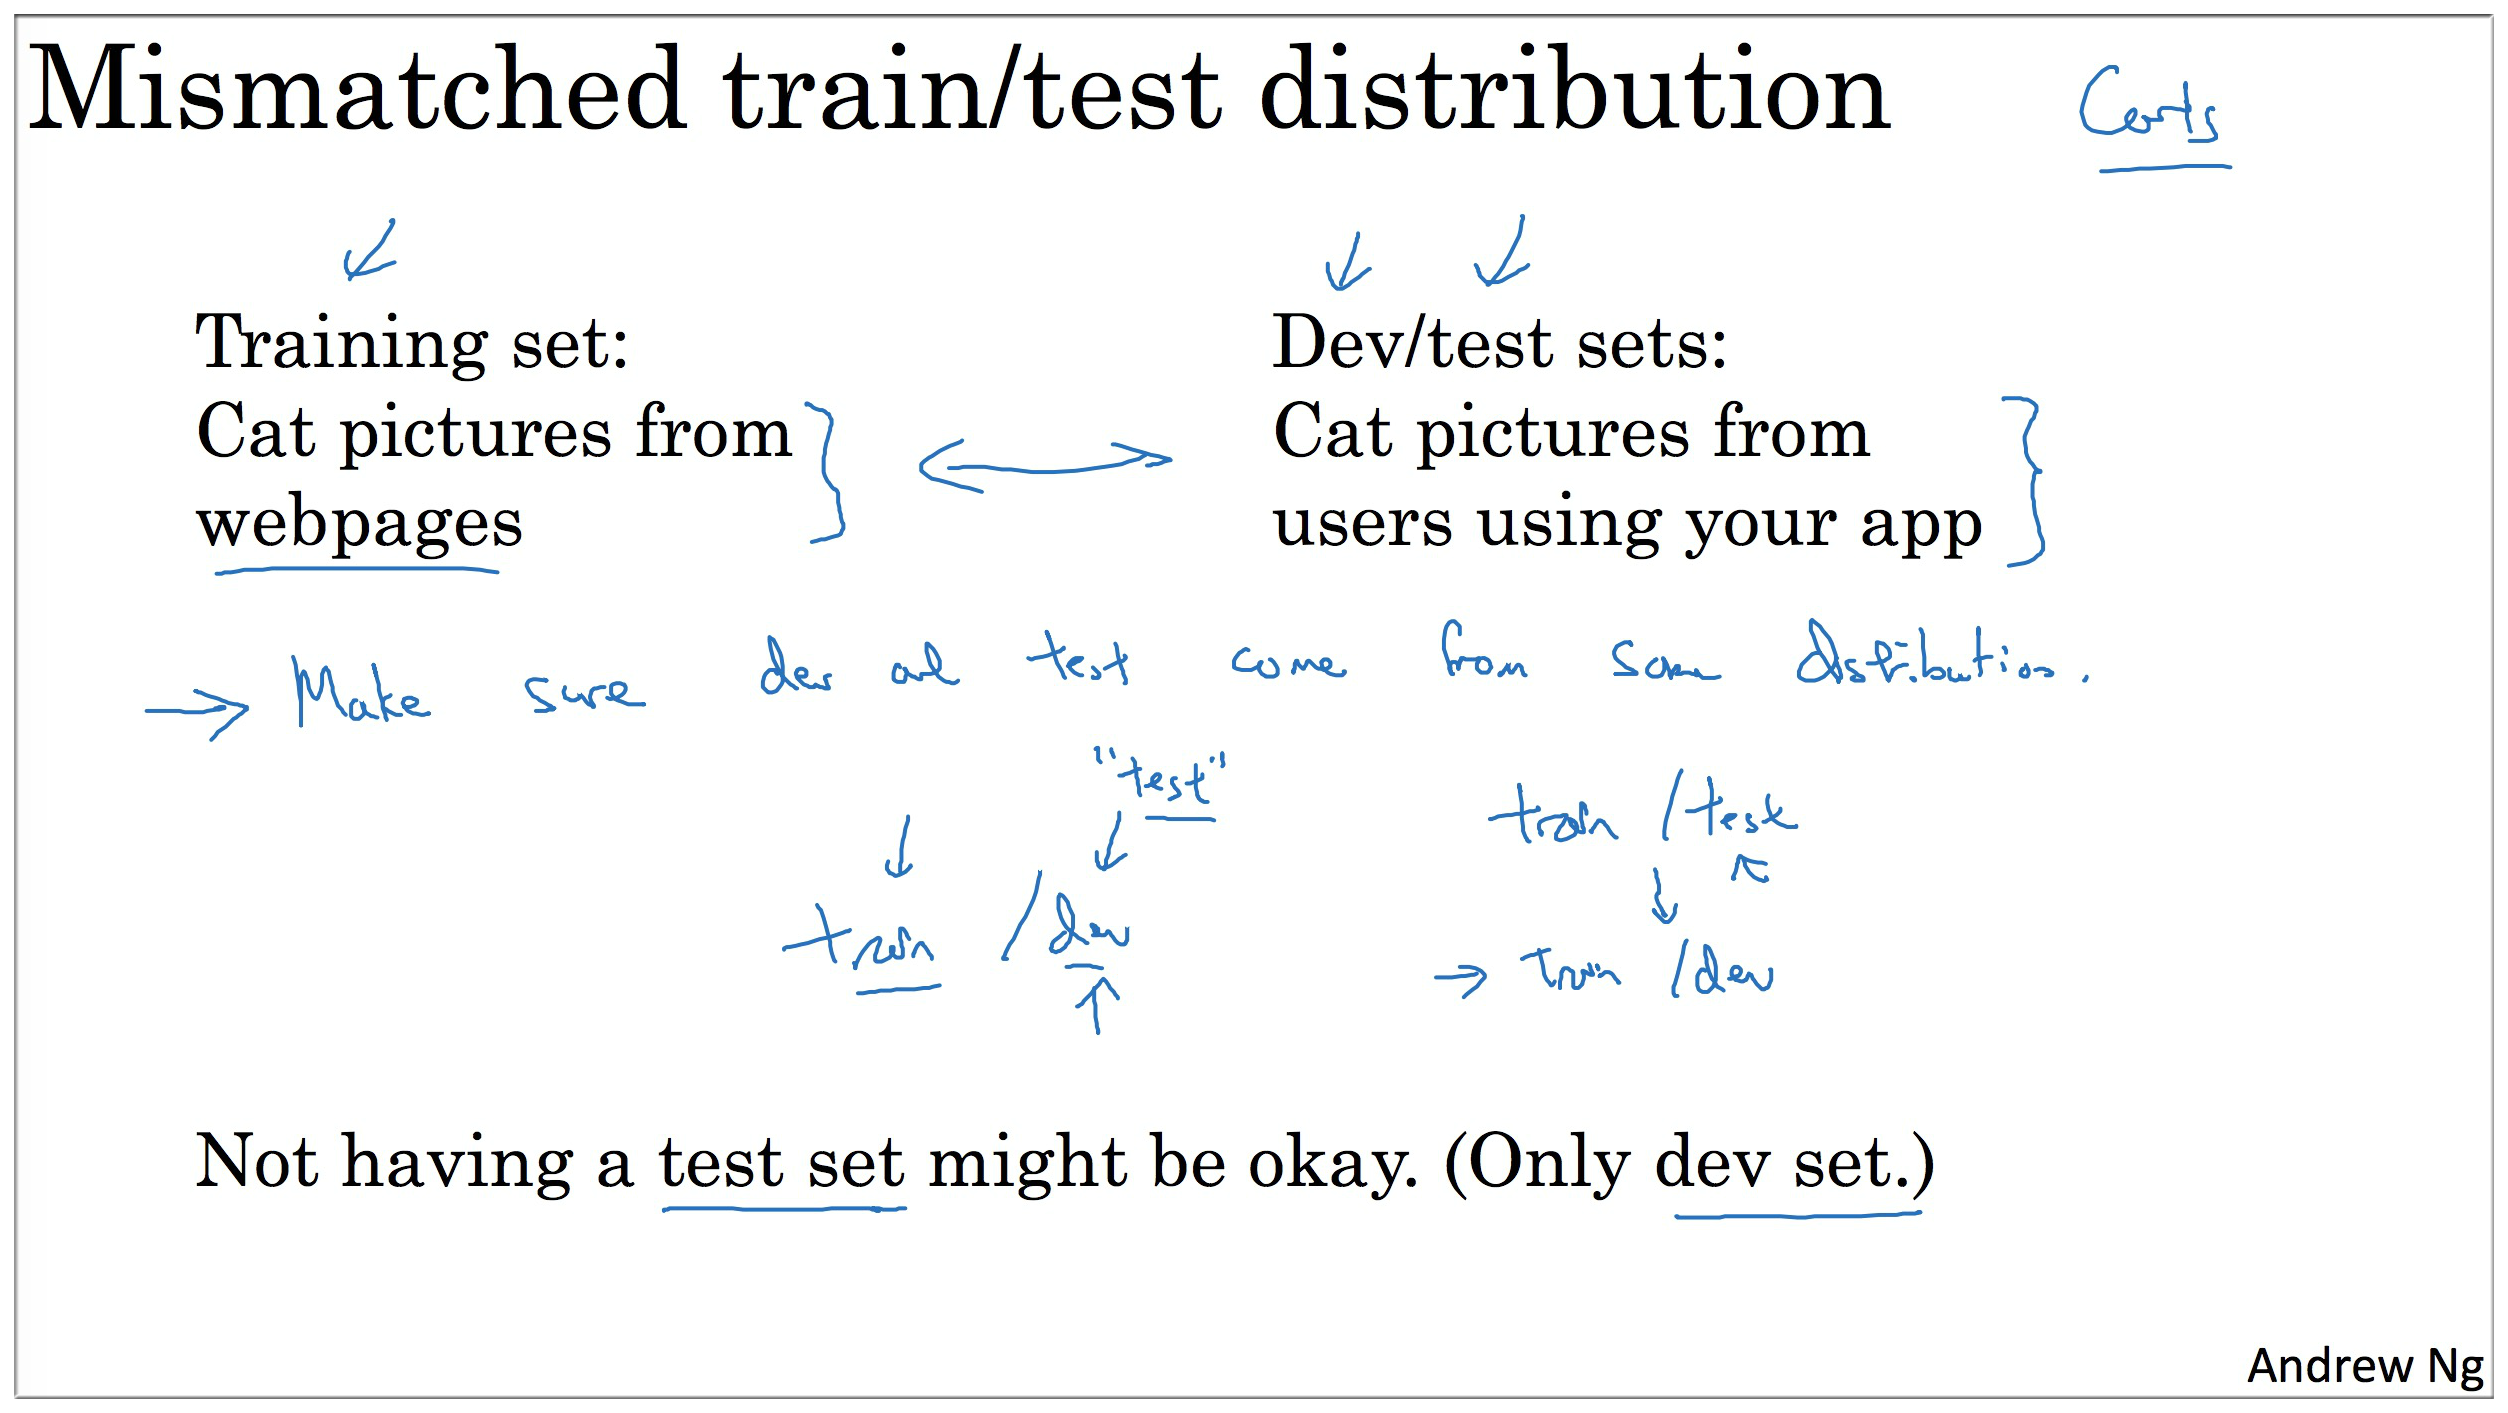 Mismatched train/test distribution
Cats
Training set:
Cat pictures from
webpages
Dev/test sets:
Cat pictures from
users using your app
Make sure dev and test come from same distribution.
"test"
train / dev
train / test
Train / dev
Not having a test set might be okay. (Only dev set.)
Andrew Ng